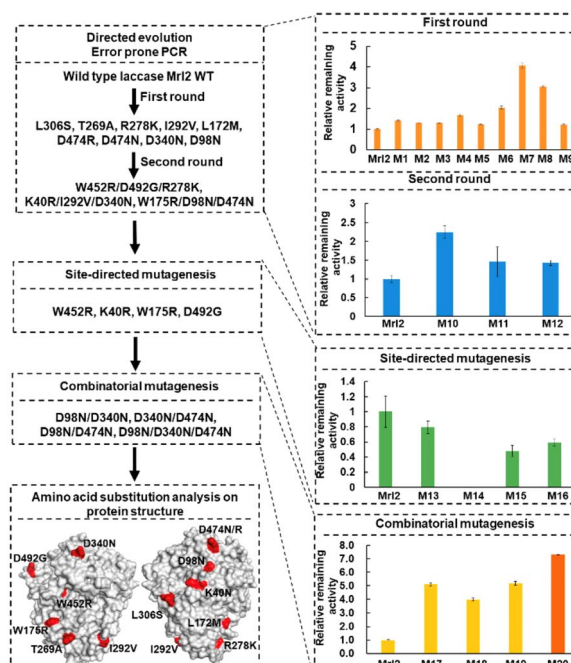 Directed evolution
Error prone PCR
Wild type laccase Mrl2 WT
First round
L306S, T269A, R278K, I292V, L172M,
D474R, D474N, D340N, D98N
Second round
W452R/D492G/R278K,
K40R/I292V/D340N, W175R/D98N/D474N
Site-directed mutagenesis
W452R, K40R, W175R, D492G
Combinatorial mutagenesis
D98N/D340N, D340N/D474N,
D98N/D474N, D98N/D340N/D474N
Amino acid substitution analysis on
protein structure
D340N
D492G
W452R
W175R
T269A
I292V
D474N/R
D98N
K40N
L306S
L172M
I292V
R278K
First round
Relative remaining
activity
5
4
3
2
1
0
Mrl2 M1 M2 M3 M4 M5 M6 M7 M8 M9
Second round
Relative remaining
activity
3
2.5
2
1.5
1
0.5
0
Mrl2 M10 M11 M12
Site-directed mutagenesis
Relative remaining
activity
1.4
1.2
1
0.8
0.6
0.4
0.2
0
Mrl2 M13 M14 M15 M16
Combinatorial mutagenesis
Relative remaining
activity
8.0
7.0
6.0
5.0
4.0
3.0
2.0
1.0
0.0
Mrl2 M17 M18 M19 M20